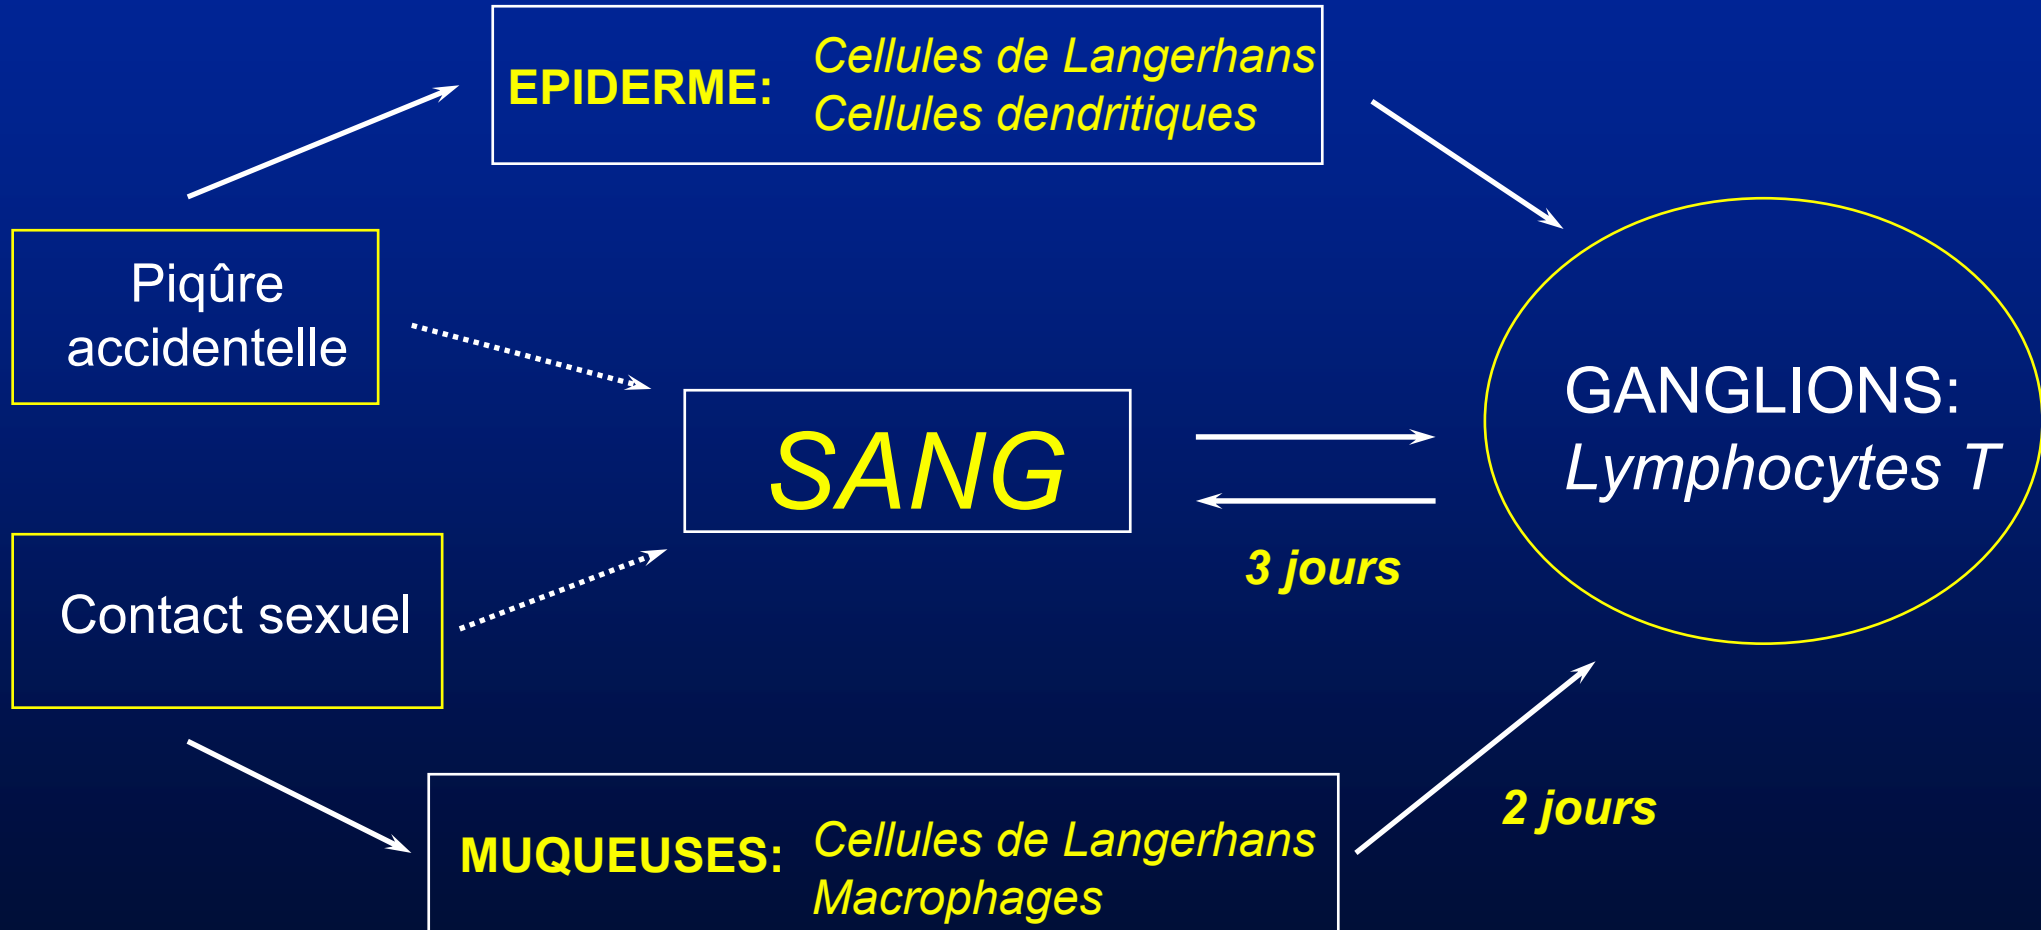 EPIDERME:
Cellules de Langerhans
Cellules dendritiques
Piqûre
accidentelle
SANG
GANGLIONS:
Lymphocytes T
3 jours
Contact sexuel
2 jours
MUQUEUSES:
Cellules de Langerhans
Macrophages